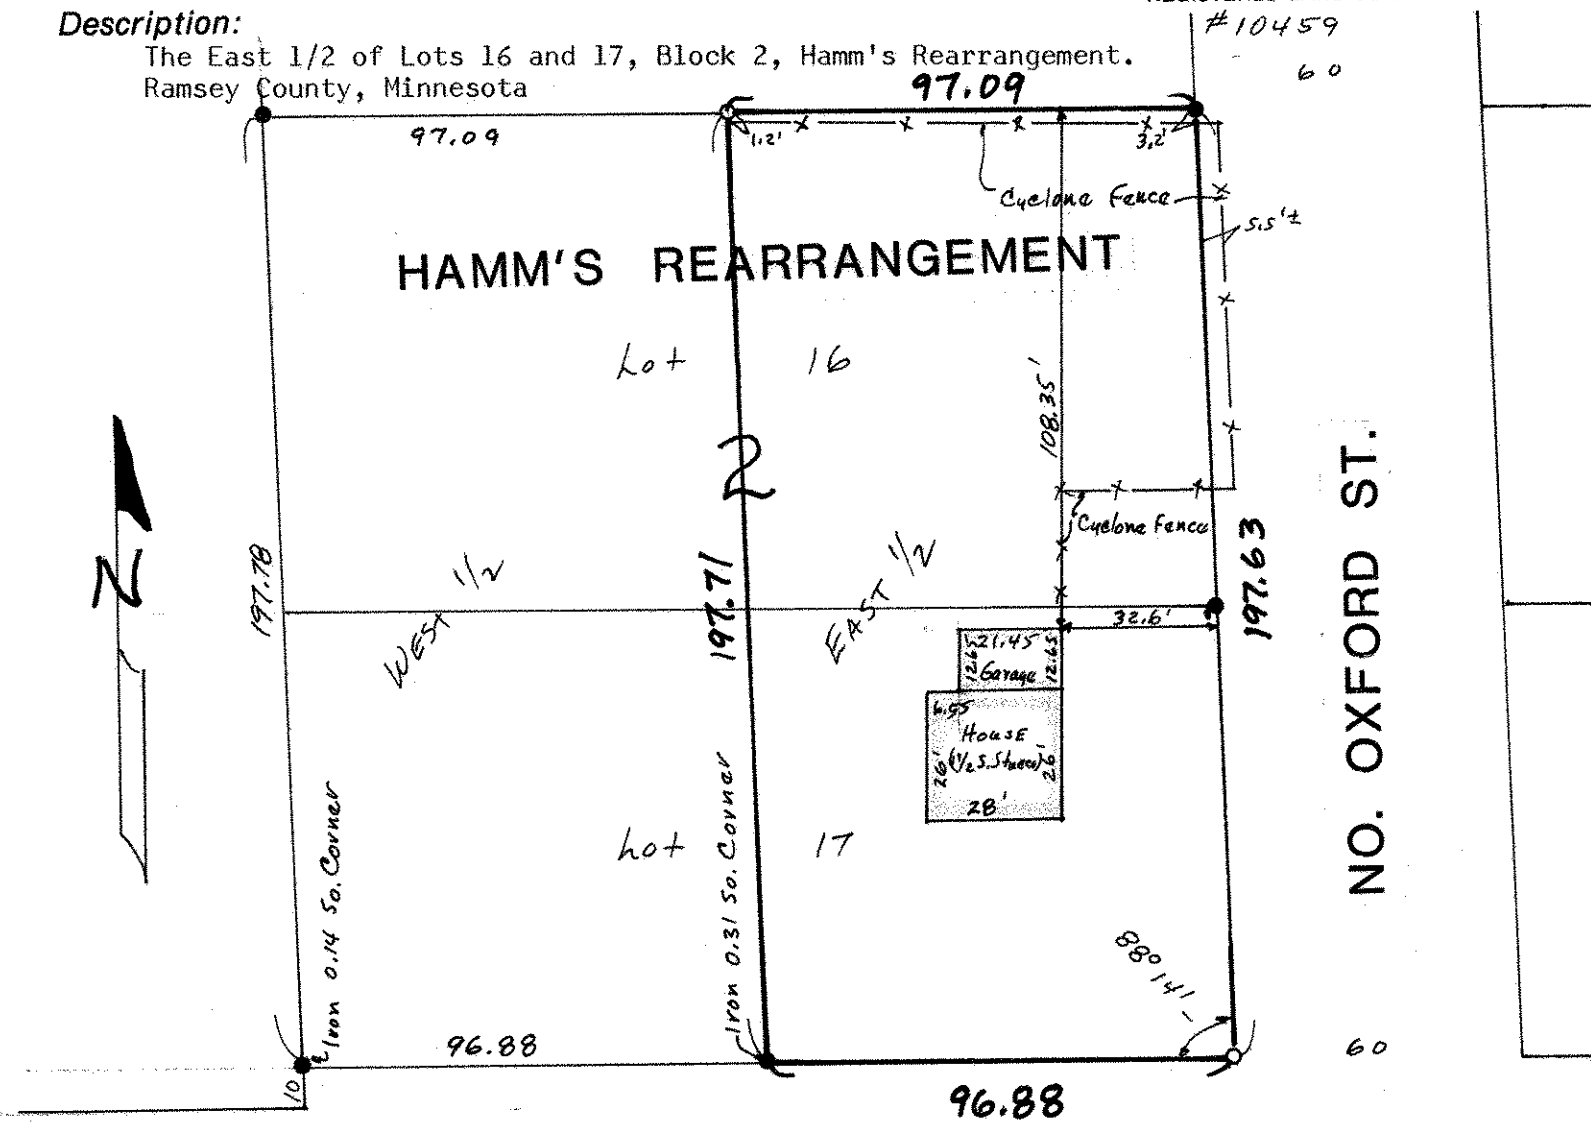 Description:
#10459
The East 1/2 of Lots 16 and 17, Block 2, Hamm's Rearrangement.
Ramsey County, Minnesota
60
97.09
97.09
1.2'
3.2'
Cyclone Fence
5.5'±
HAMM'S REARRANGEMENT
Lot 16
108.35'
2
Cyclone Fence
N
197.78
197.71
197.63
WEST 1/2
EAST 1/2
NO. OXFORD ST.
32.6'
21.45
12.65
12.65
Garage
6.55
House
(1/2 S. Stucco)
26'
26'
28'
Lot 17
Iron 0.14 So. Corner
Iron 0.31 So. Corner
88°14'
96.88
60
10
96.88